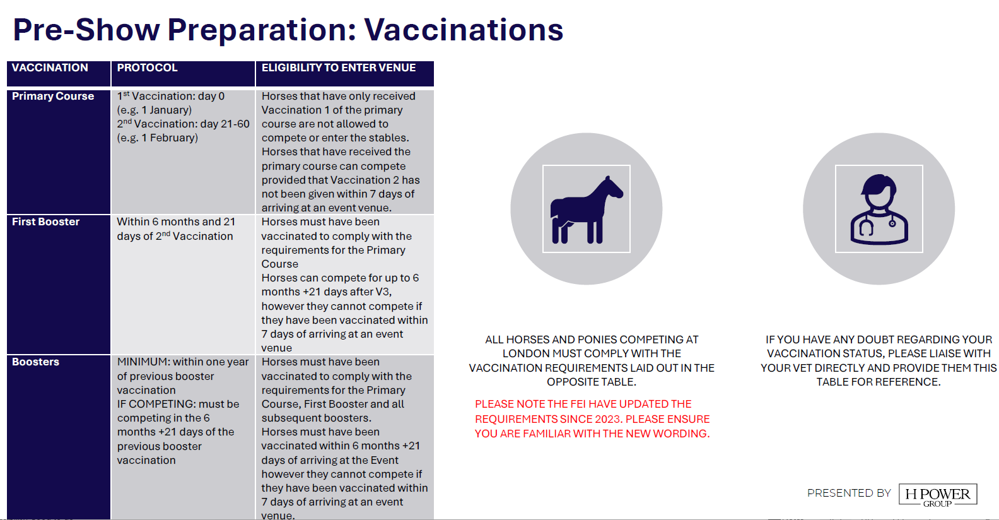 Pre-Show Preparation: Vaccinations
VACCINATION
PROTOCOL
ELIGIBILITY TO ENTER VENUE
Primary Course
1st Vaccination: day 0
(e.g. 1 January)
2nd Vaccination: day 21-60
(e.g. 1 February)
Horses that have only received
Vaccination 1 of the primary
course are not allowed to
compete or enter the stables.
Horses that have received the
primary course can compete
provided that Vaccination 2 has
not been given within 7 days of
arriving at an event venue.
First Booster
Within 6 months and 21
days of 2nd Vaccination
Horses must have been
vaccinated to comply with the
requirements for the Primary
Course
Horses can compete for up to 6
months +21 days after V3,
however they cannot compete if
they have been vaccinated within
7 days of arriving at an event
venue
Boosters
MINIMUM: within one year
of previous booster
vaccination
IF COMPETING: must be
competing in the 6
months +21 days of the
previous booster
vaccination
Horses must have been
vaccinated to comply with the
requirements for the Primary
Course, First Booster and all
subsequent boosters.
Horses must have been
vaccinated within 6 months +21
days of arriving at the Event
however they cannot compete if
they have been vaccinated within
7 days of arriving at an event
venue.
ALL HORSES AND PONIES COMPETING AT
LONDON MUST COMPLY WITH THE
VACCINATION REQUIREMENTS LAID OUT IN THE
OPPOSITE TABLE.
PLEASE NOTE THE FEI HAVE UPDATED THE
REQUIREMENTS SINCE 2023. PLEASE ENSURE
YOU ARE FAMILIAR WITH THE NEW WORDING.
IF YOU HAVE ANY DOUBT REGARDING YOUR
VACCINATION STATUS, PLEASE LIAISE WITH
YOUR VET DIRECTLY AND PROVIDE THEM THIS
TABLE FOR REFERENCE.
PRESENTED BY
H POWER
GROUP